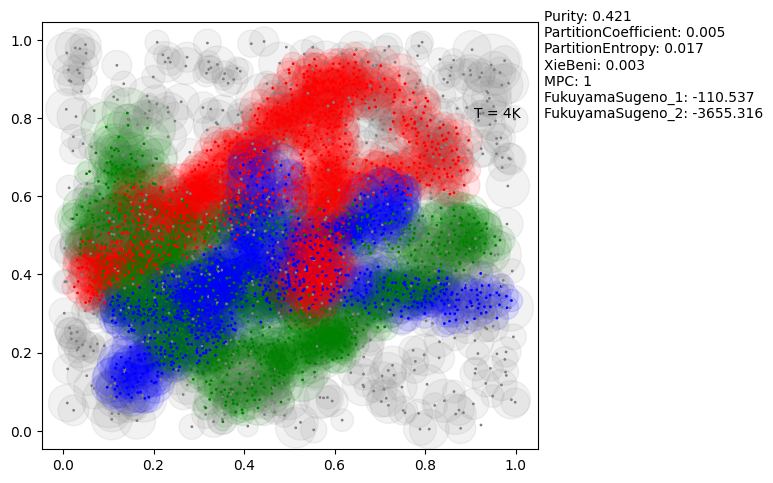 Purity: 0.421
PartitionCoefficient: 0.005
PartitionEntropy: 0.017
XieBeni: 0.003
MPC: 1
FukuyamaSugeno_1: -110.537
FukuyamaSugeno_2: -3655.316
T = 4K
1.0
0.8
0.6
0.4
0.2
0.0
0.0 0.2 0.4 0.6 0.8 1.0